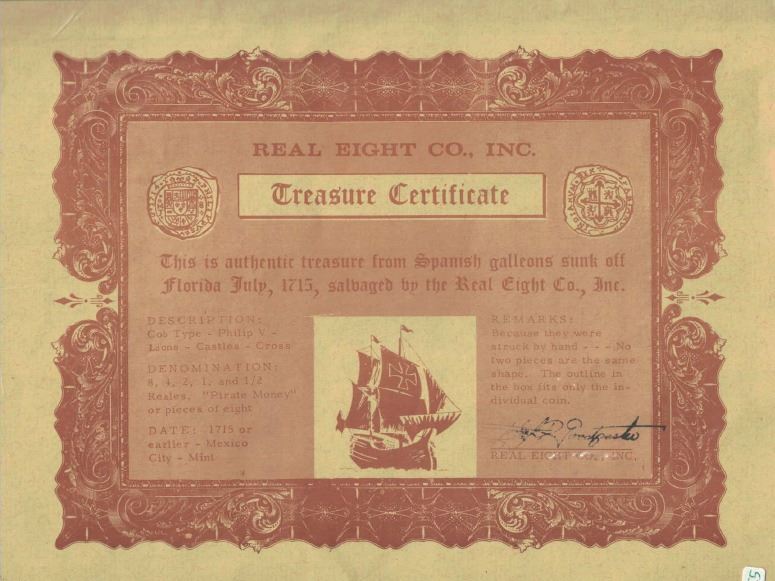 REAL EIGHT CO., INC.
Treasure Certificate
This is authentic treasure from Spanish galleons sunk off
Florida July, 1715, salvaged by the Real Eight Co., Inc.
DESCRIPTION:
Cob Type - Philip V -
Lions - Castles - Cross
DENOMINATION:
8, 4, 2, 1, and 1/2
Reales, "Pirate Money"
or pieces of eight
DATE: 1715 or
earlier - Mexico
City - Mint
REMARKS:
Because they were
struck by hand - - - No
two pieces are the same
shape. The outline in
the box fits only the in-
dividual coin.
REAL EIGHT CO., INC.